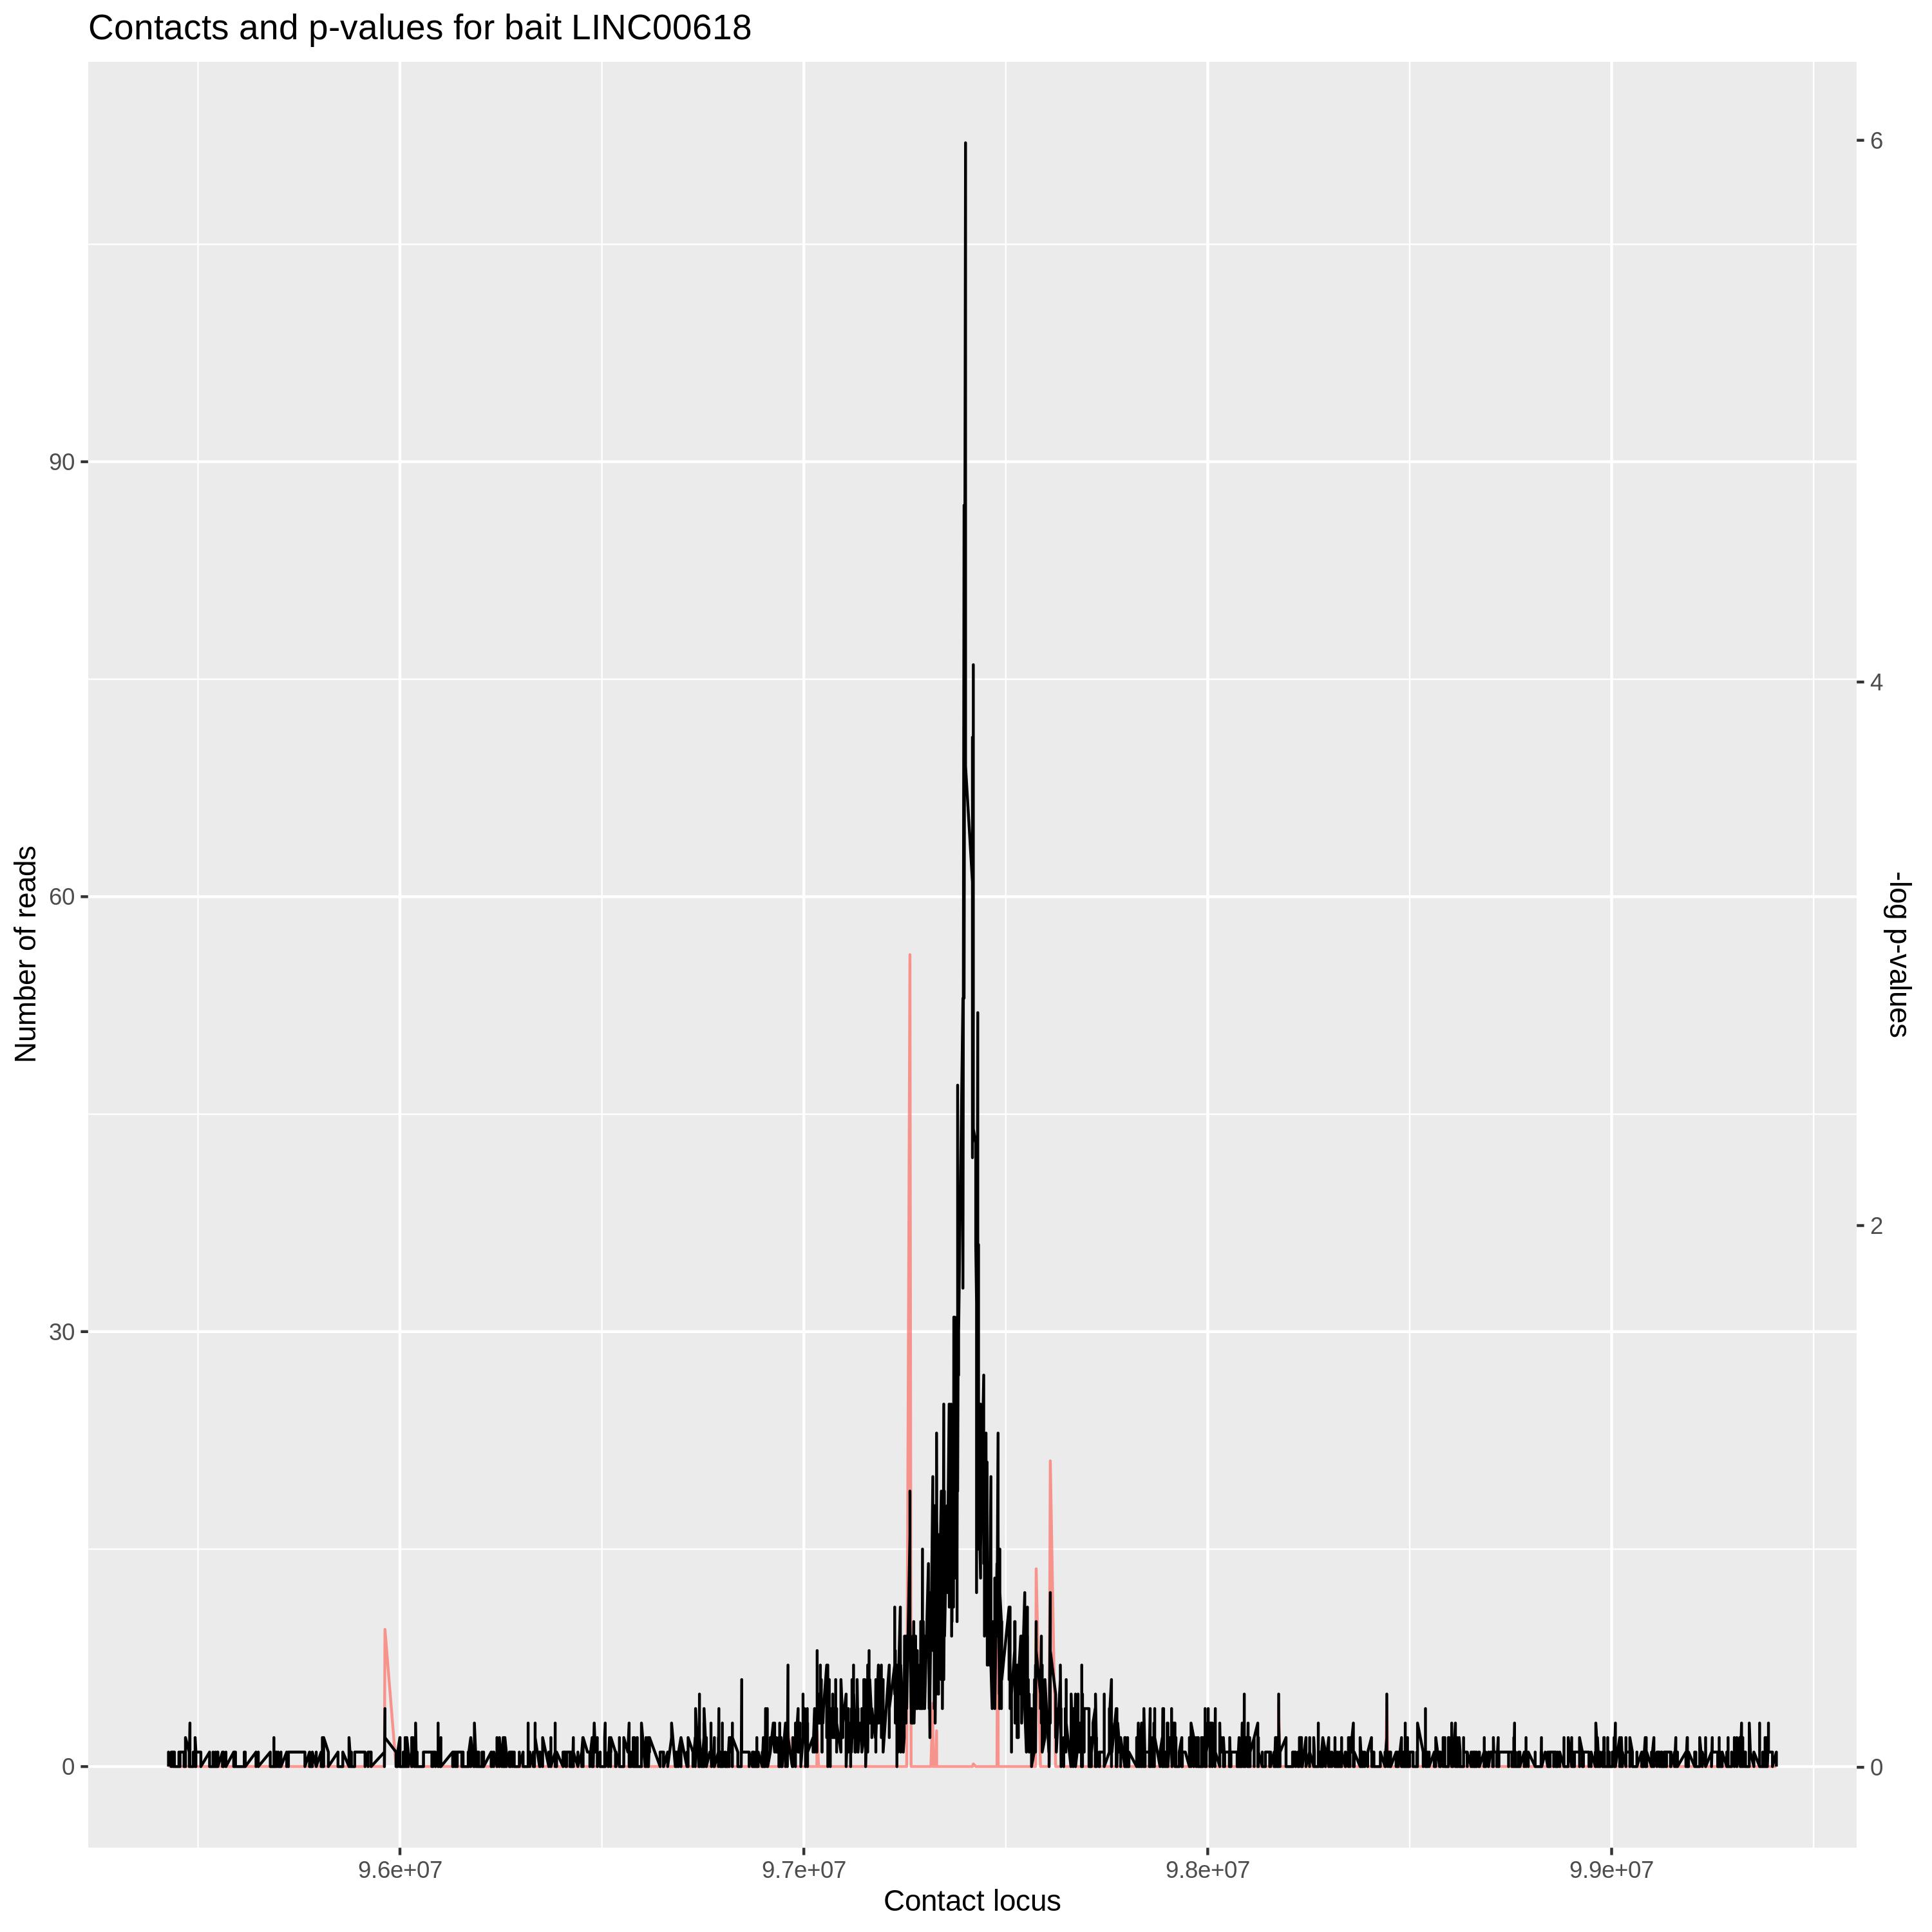 Contacts and p-values for bait LINC00618
90
60
30
0
Number of reads
6
4
2
0
-log p-values
9.6e+07
9.7e+07
9.8e+07
9.9e+07
Contact locus